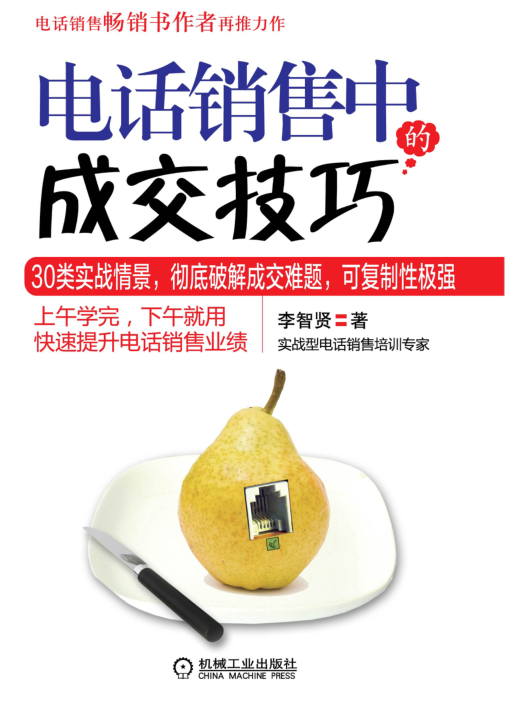 电话销售畅销书作者再推力作
电话销售中的
成交技巧
30类实战情景，彻底破解成交难题，可复制性极强
上午学完，下午就用
快速提升电话销售业绩
李智贤 著
实战型电话销售培训专家
机械工业出版社
CHINA MACHINE PRESS